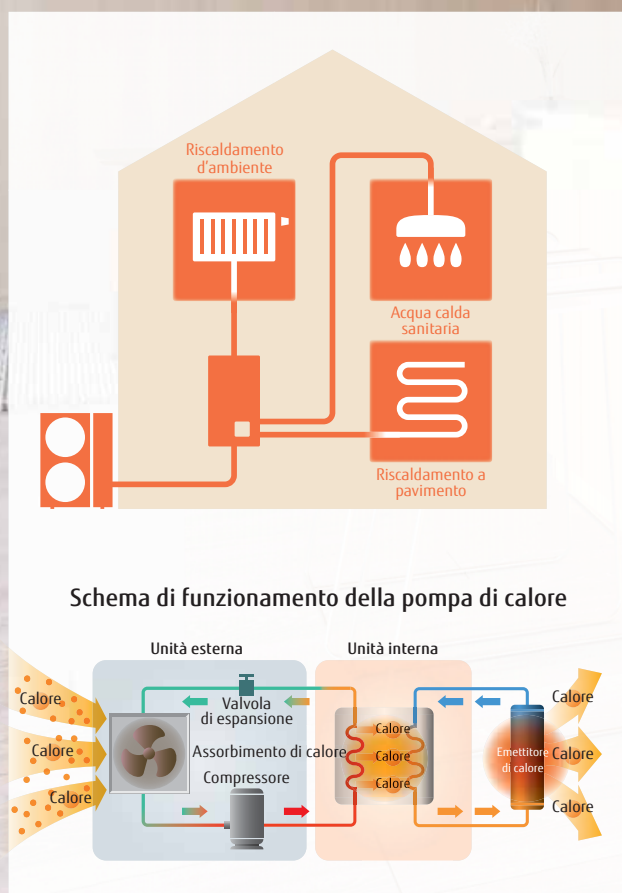 Riscaldamento
d'ambiente
Acqua calda
sanitaria
Riscaldamento a
pavimento
Schema di funzionamento della pompa di calore
Unità esterna
Unità interna
Calore
Calore
Calore
Valvola
di espansione
Assorbimento di calore
Compressore
Calore
Calore
Calore
Emettitore
di calore
Calore
Calore
Calore